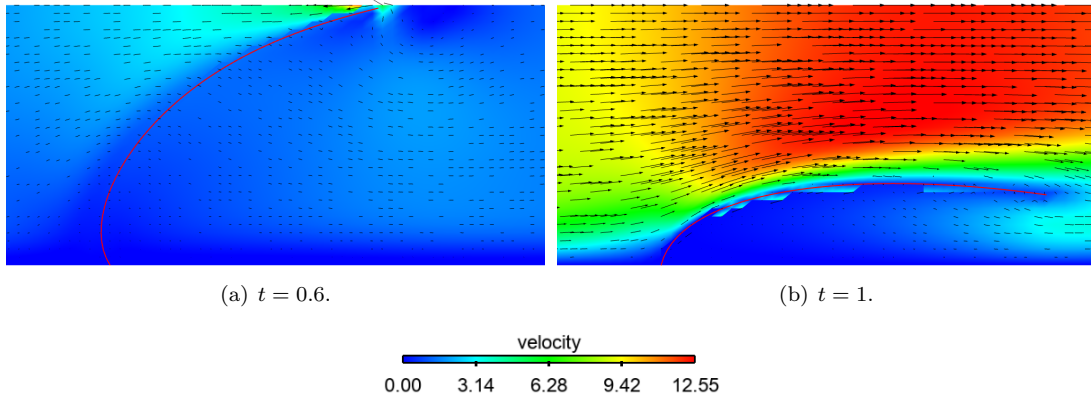 (a) t = 0.6.
(b) t = 1.
velocity
0.00 3.14 6.28 9.42 12.55